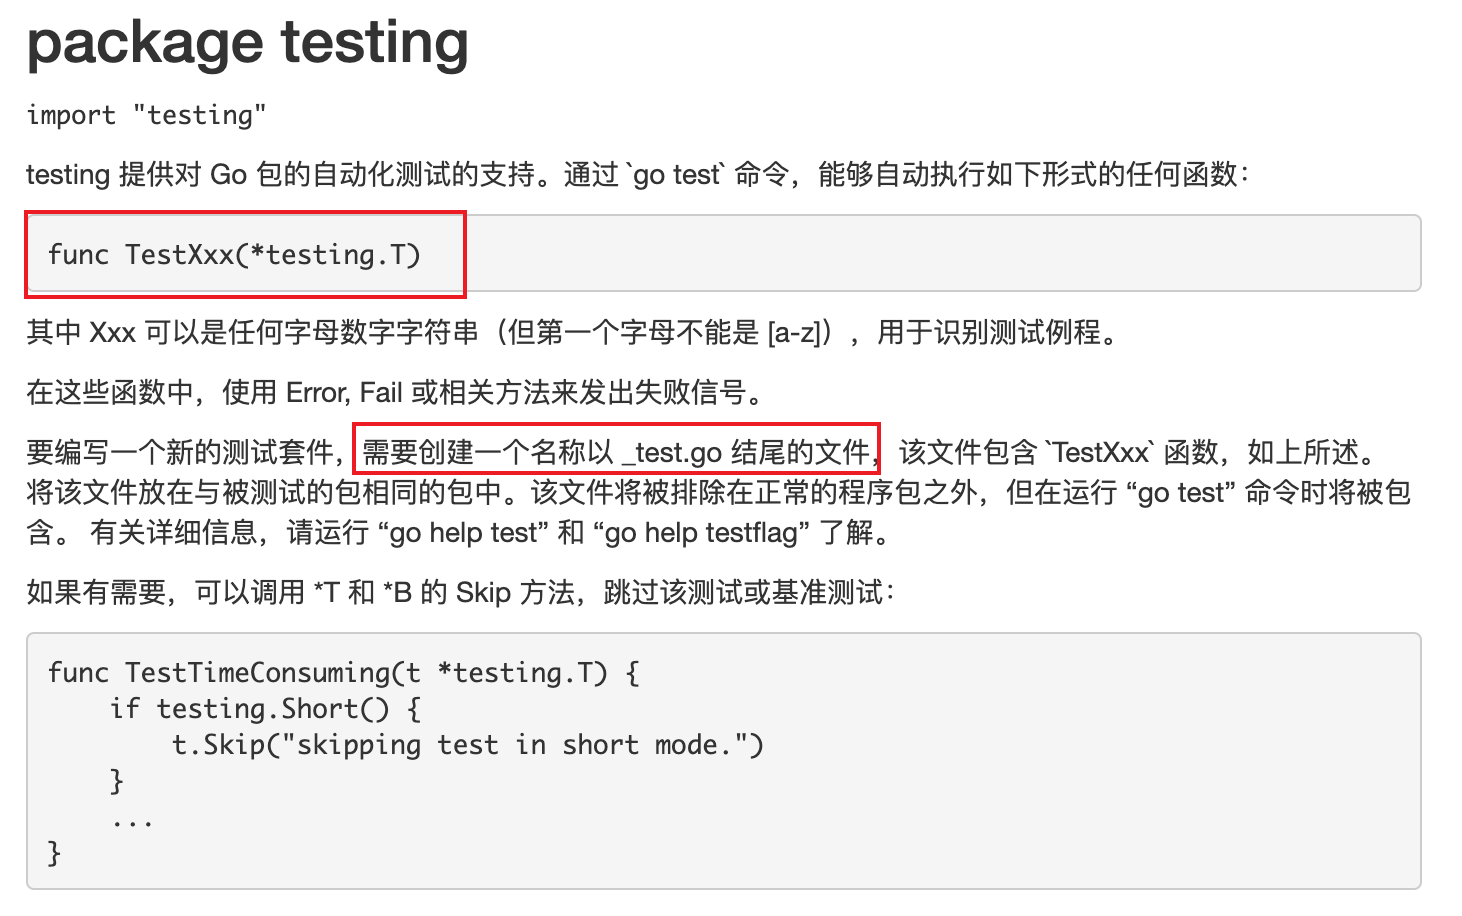 package testing
import "testing"
testing 提供对 Go 包的自动化测试的支持。通过 `go test` 命令，能够自动执行如下形式的任何函数：
func TestXxx(*testing.T)
其中 Xxx 可以是任何字母数字字符串（但第一个字母不能是 [a-z]），用于识别测试例程。
在这些函数中，使用 Error, Fail 或相关方法来发出失败信号。
要编写一个新的测试套件，需要创建一个名称以 _test.go 结尾的文件，该文件包含 `TestXxx` 函数，如上所述。
将该文件放在与被测试的包相同的包中。该文件将被排除在正常的程序包之外，但在运行 “go test” 命令时将被包
含。 有关详细信息，请运行 “go help test” 和 “go help testflag” 了解。
如果有需要，可以调用 *T 和 *B 的 Skip 方法，跳过该测试或基准测试：
func TestTimeConsuming(t *testing.T) {
    if testing.Short() {
        t.Skip("skipping test in short mode.")
    }
    ...
}